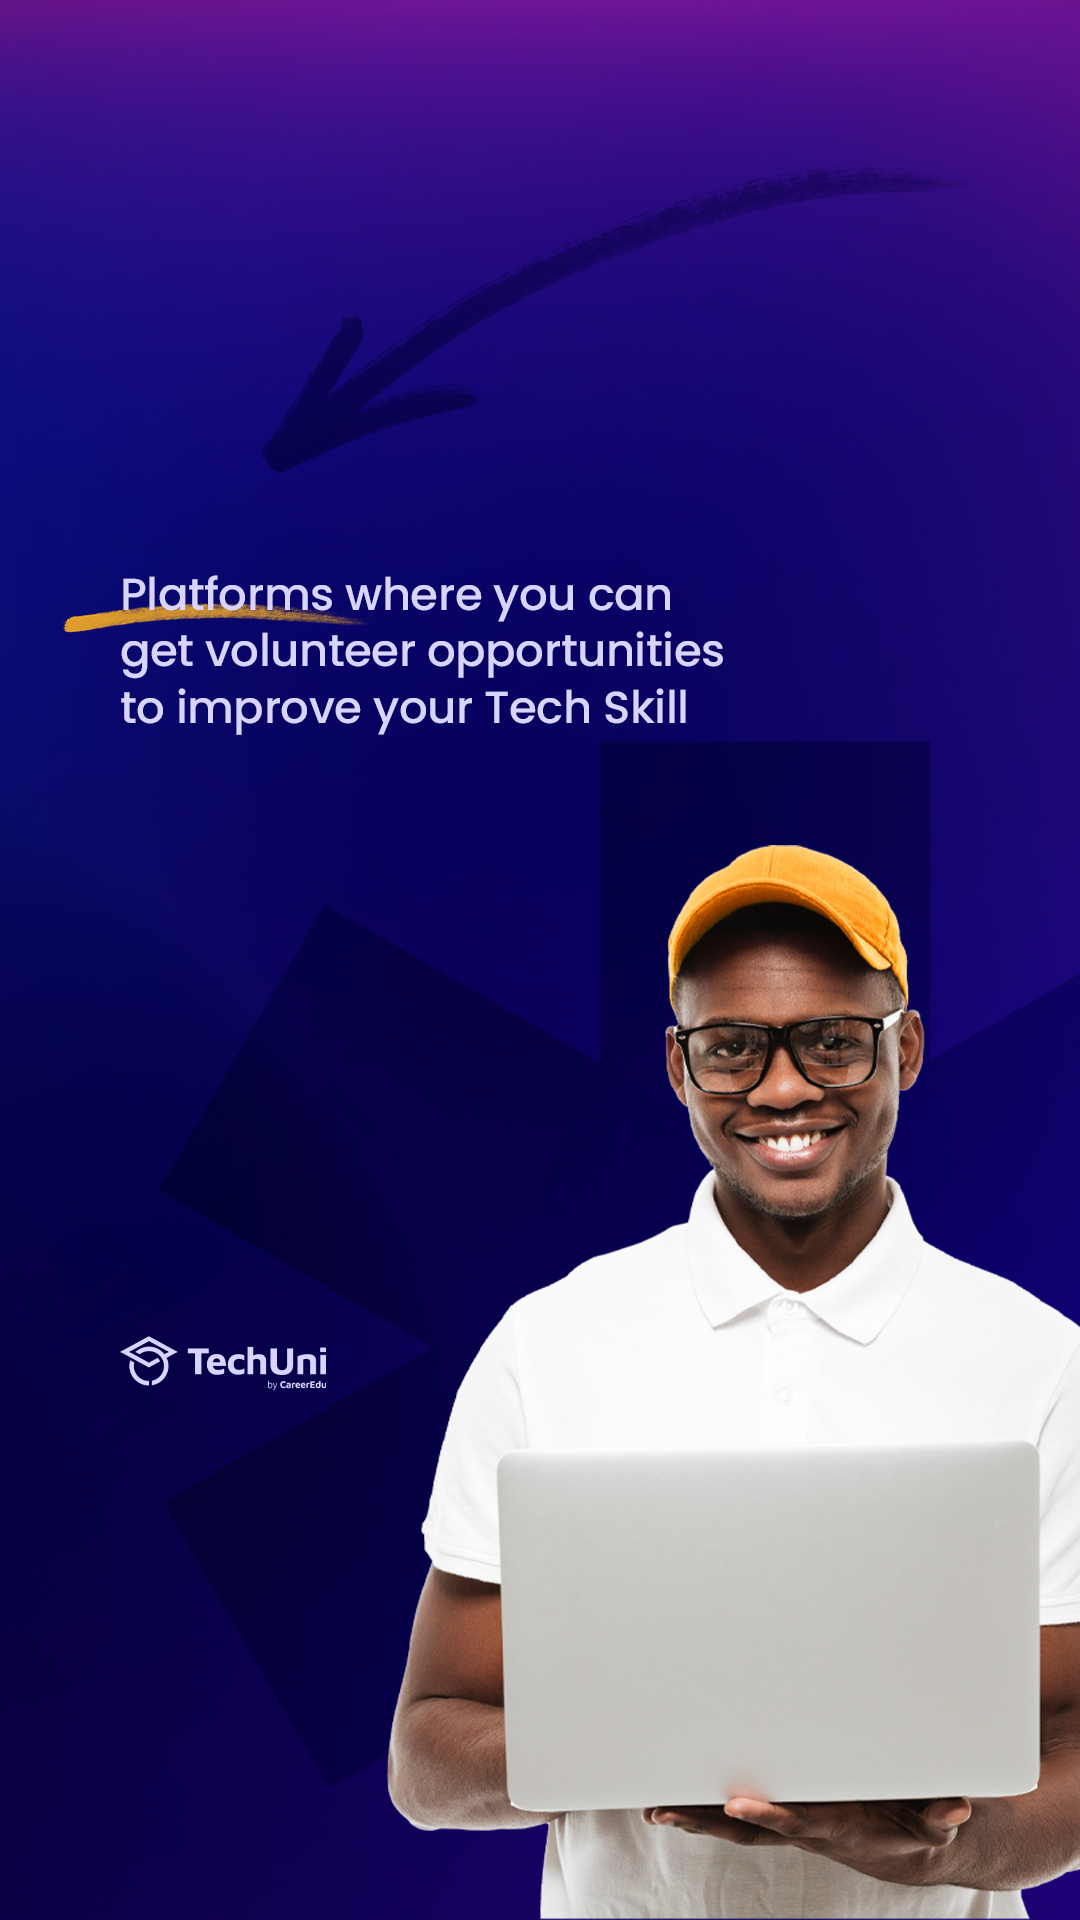 Platforms where you can
get volunteer opportunities
to improve your Tech Skill
TechUni
by CareerEdu